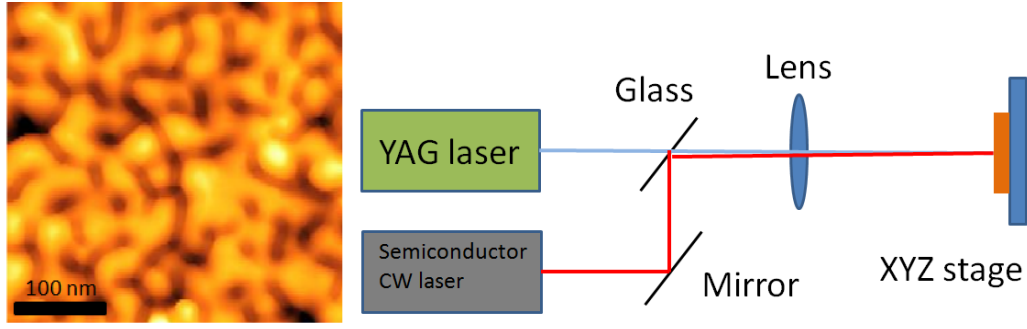 100 nm
YAG laser
Semiconductor
CW laser
Glass
Lens
Mirror
XYZ stage